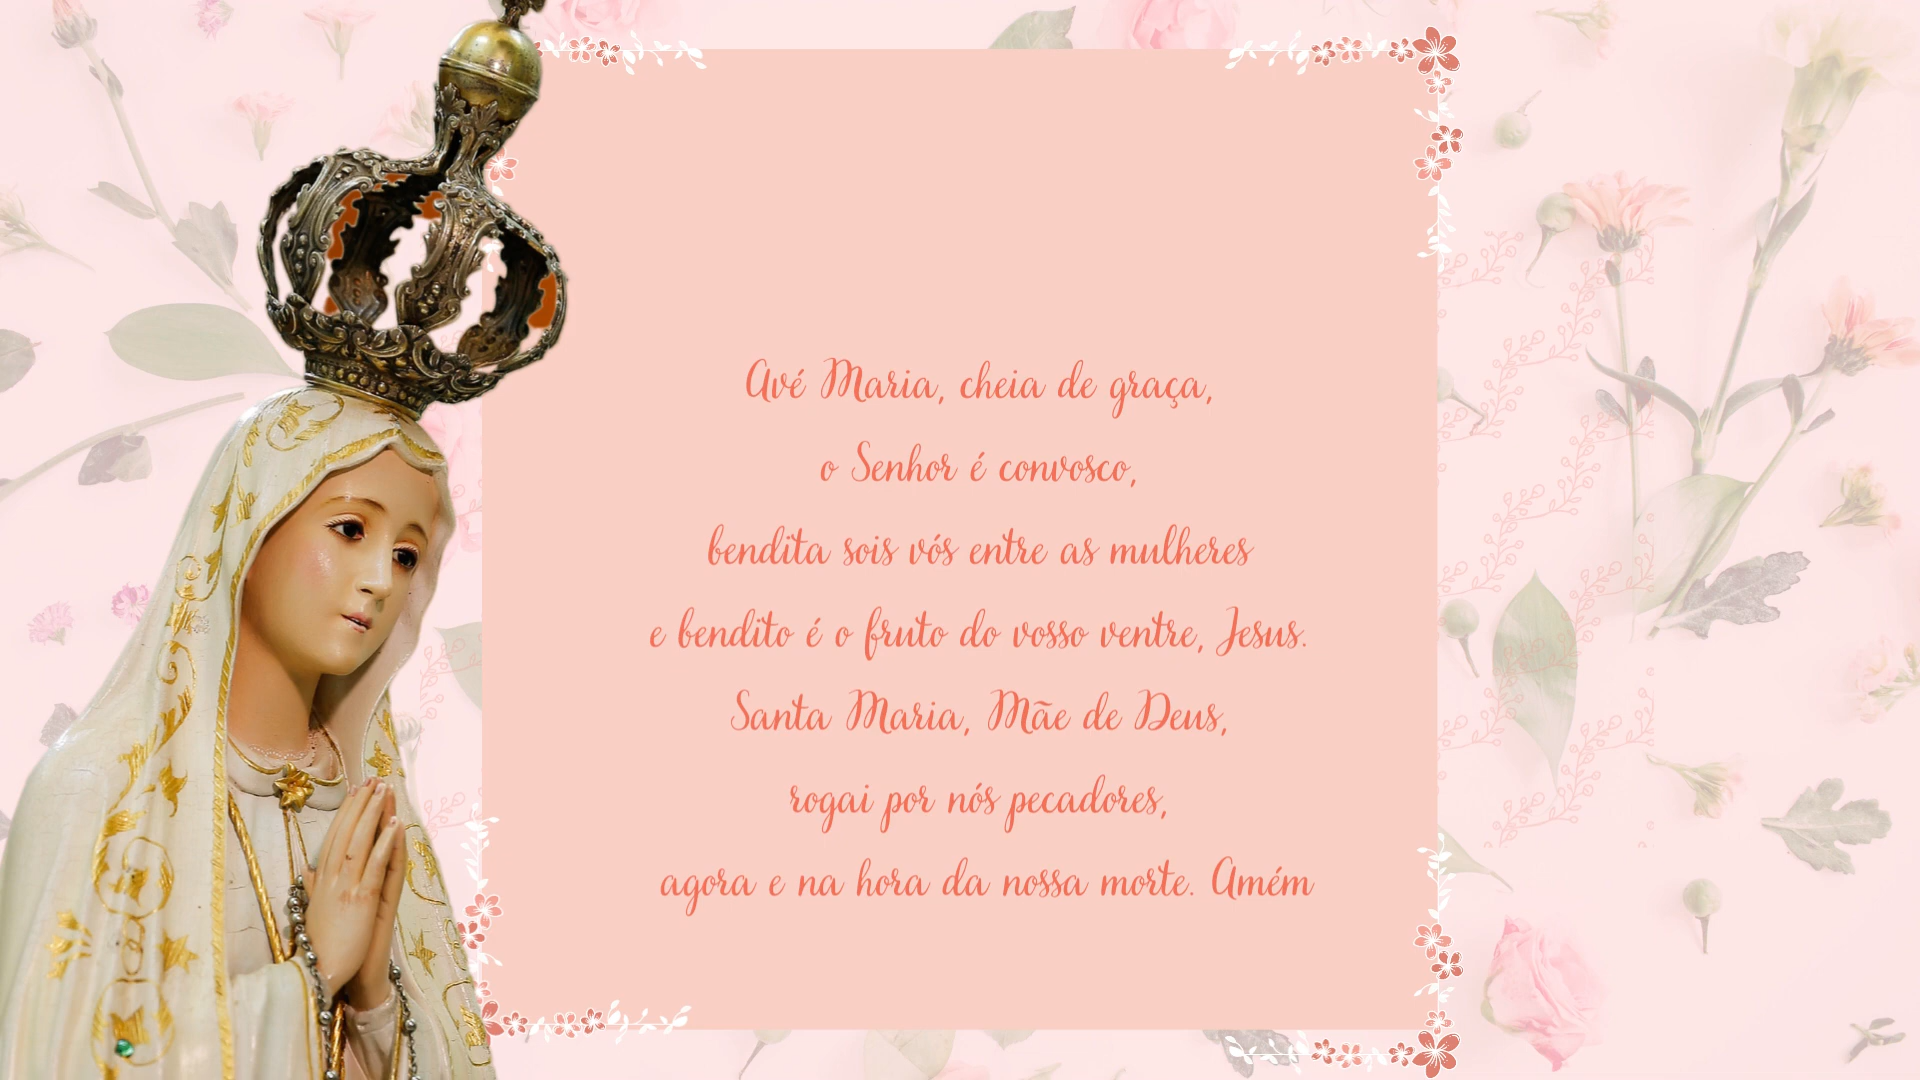 Avé Maria, cheia de graça,
o Senhor é convosco,
bendita sois vós entre as mulheres
e bendito é o fruto do vosso ventre, Jesus.
Santa Maria, Mãe de Deus,
rogai por nós pecadores,
agora e na hora da nossa morte. Amém